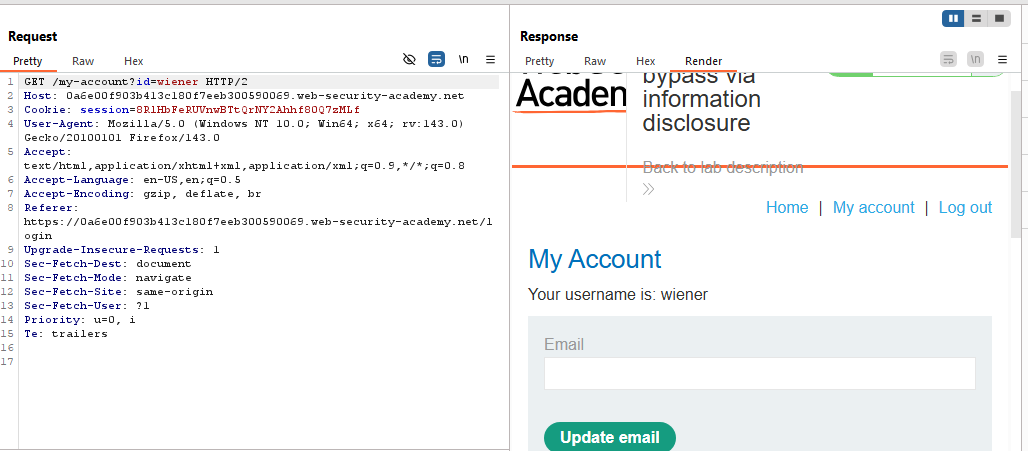 Request
Response
Pretty Raw Hex
\n
Pretty Raw Hex Render
\n
1 GET /my-account?id=wiener HTTP/2
2 Host: 0a6e00f903b413c180f7eeb300590069.web-security-academy.net
3 Cookie: session=8R1HbFeRUVnwBTtQrNY2Ahhf80Q7zMLf
4 User-Agent: Mozilla/5.0 (Windows NT 10.0; Win64; x64; rv:143.0)
Gecko/20100101 Firefox/143.0
5 Accept:
text/html,application/xhtml+xml,application/xml;q=0.9,*/*;q=0.8
6 Accept-Language: en-US,en;q=0.5
7 Accept-Encoding: gzip, deflate, br
8 Referer:
https://0a6e00f903b413c180f7eeb300590069.web-security-academy.net/l
ogin
9 Upgrade-Insecure-Requests: 1
10 Sec-Fetch-Dest: document
11 Sec-Fetch-Mode: navigate
12 Sec-Fetch-Site: same-origin
13 Sec-Fetch-User: ?1
14 Priority: u=0, i
15 Te: trailers
16
17
Academ
bypass via
information
disclosure
Back to lab description
Home | My account | Log out
My Account
Your username is: wiener
Email
Update email